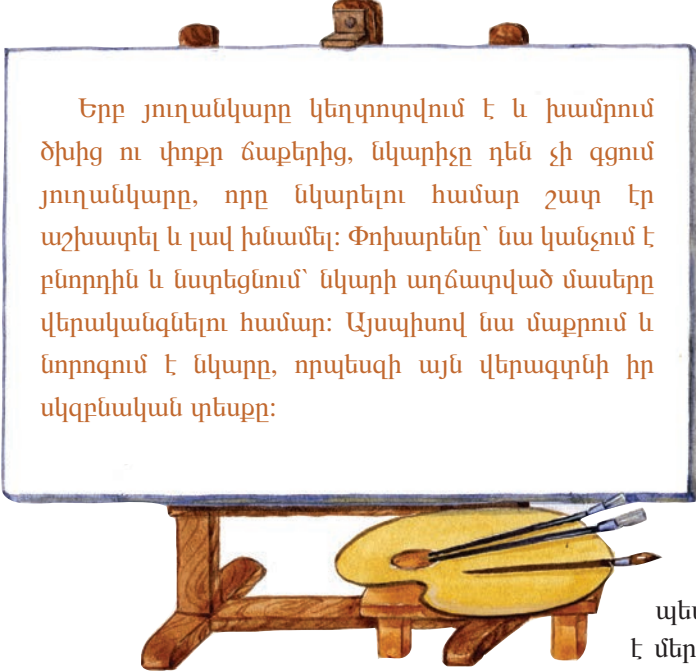 Երբ յուղանկարը կեղտոտվում է և խամրում
ծխից ու փոքր ճաքերից, նկարիչը դեն չի գցում
յուղանկարը, որը նկարելու համար շատ էր
աշխատել և լավ խնամել: Փոխարենը՝ նա կանչում է
բնորդին և նստեցնում՝ նկարի աղճատված մասերը
վերականգնելու համար: Այսպիսով նա մաքրում և
նորոգում է նկարը, որպեսզի այն վերագտնի իր
սկզբնական տեսքը:
է մեր